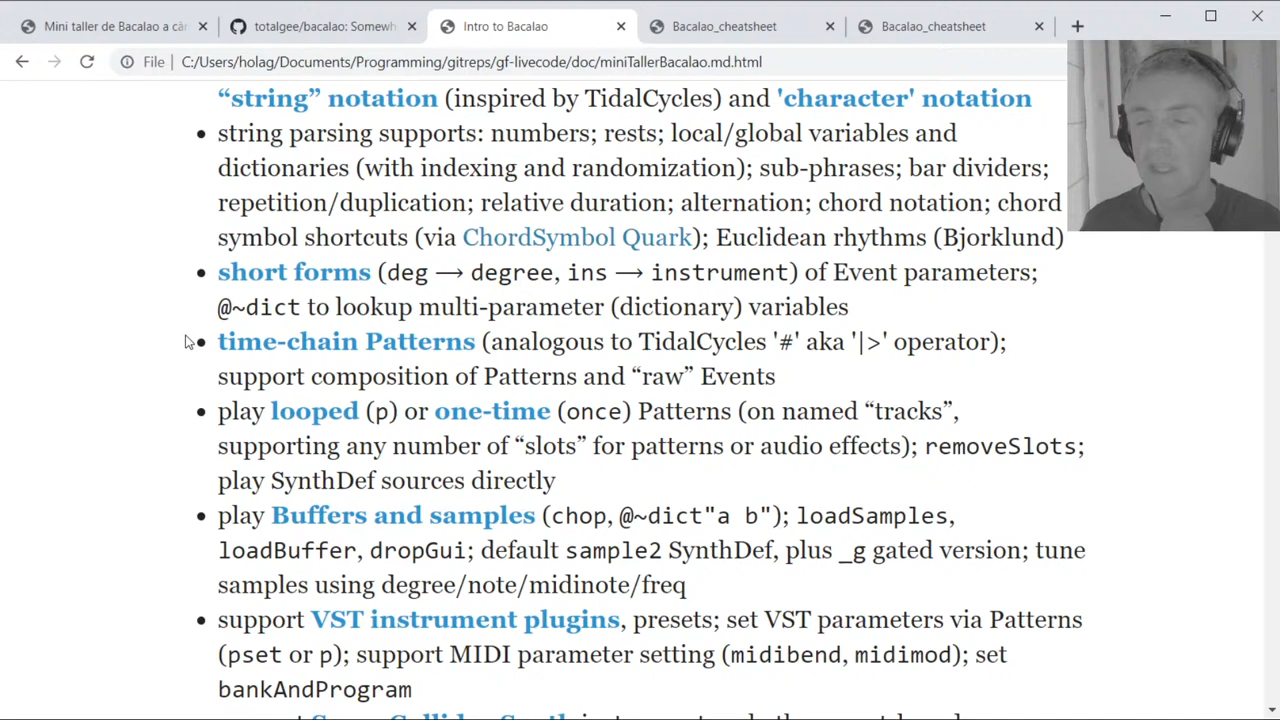 Mini taller de Bacalao a càr
totalgee/bacalao: Somewh
Intro to Bacalao
Bacalao_cheatsheet
Bacalao_cheatsheet
File
C:/Users/holag/Documents/Programming/gitreps/gf-livecode/doc/miniTallerBacalao.md.html
“string” notation (inspired by TidalCycles) and 'character' notation
• string parsing supports: numbers; rests; local/global variables and
dictionaries (with indexing and randomization); sub-phrases; bar dividers;
repetition/duplication; relative duration; alternation; chord notation; chord
symbol shortcuts (via ChordSymbol Quark); Euclidean rhythms (Bjorklund)
• short forms (deg ⟶ degree, ins ⟶ instrument) of Event parameters;
@~dict to lookup multi-parameter (dictionary) variables
• time-chain Patterns (analogous to TidalCycles '#' aka '|>' operator);
support composition of Patterns and “raw” Events
• play looped (p) or one-time (once) Patterns (on named “tracks”,
supporting any number of “slots” for patterns or audio effects); removeSlots;
play SynthDef sources directly
• play Buffers and samples (chop, @~dict"a b"); loadSamples,
loadBuffer, dropGui; default sample2 SynthDef, plus _g gated version; tune
samples using degree/note/midinote/freq
• support VST instrument plugins, presets; set VST parameters via Patterns
(pset or p); support MIDI parameter setting (midibend, midimod); set
bankAndProgram